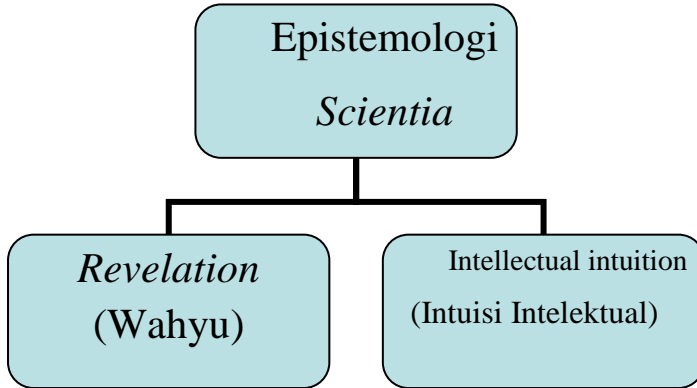 Epistemologi
Scientia
Revelation
(Wahyu)
Intellectual intuition
(Intuisi Intelektual)